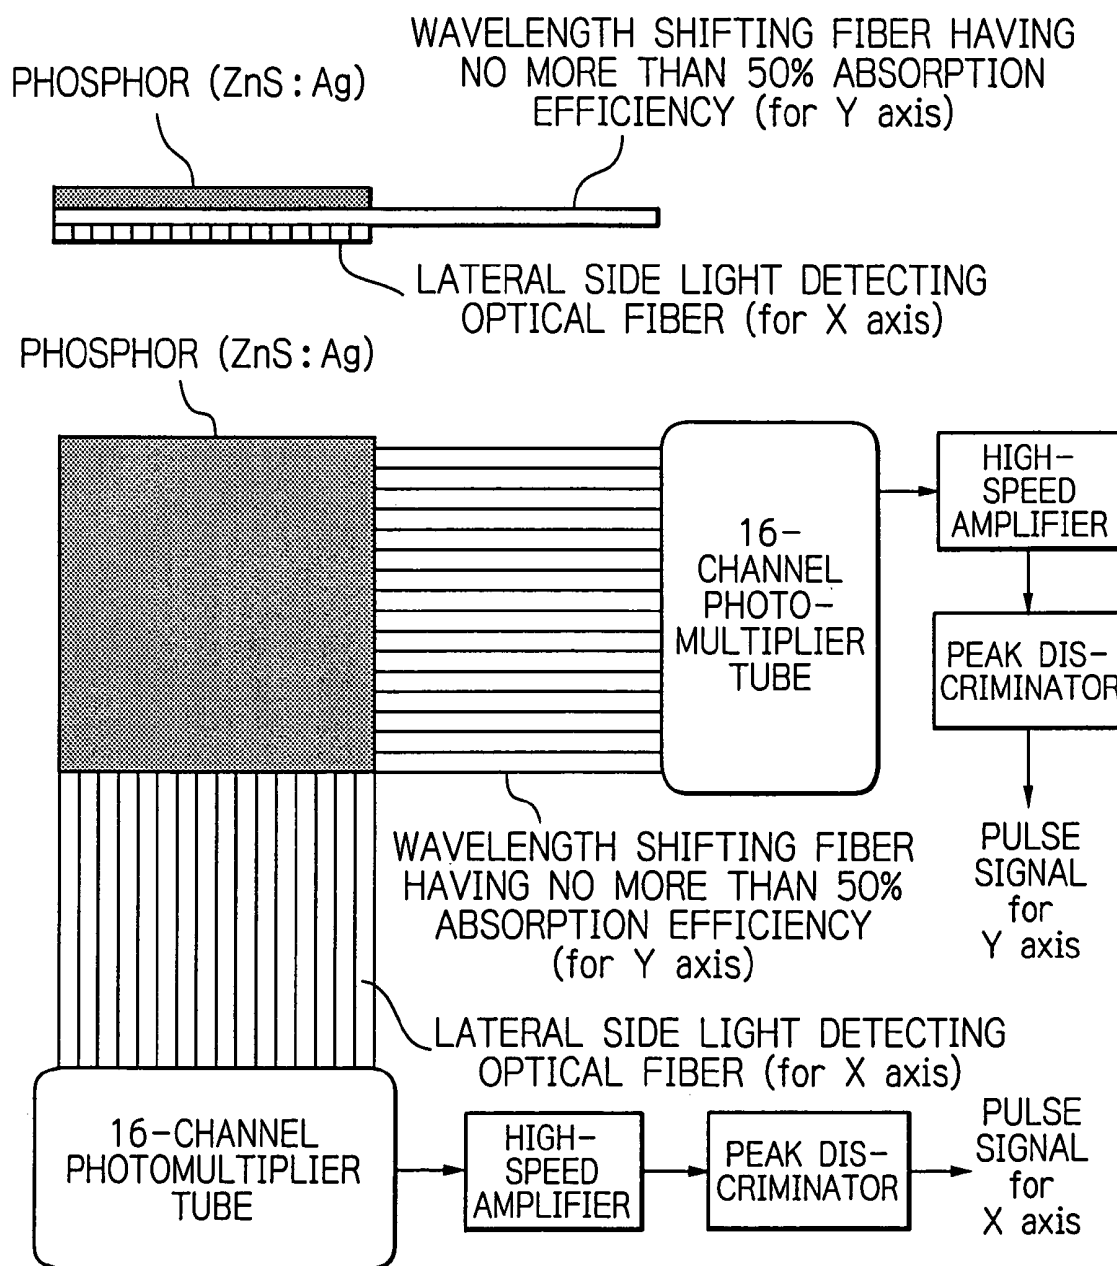 WAVELENGTH SHIFTING FIBER HAVING
NO MORE THAN 50% ABSORPTION
EFFICIENCY (for Y axis)
PHOSPHOR (ZnS:Ag)
LATERAL SIDE LIGHT DETECTING
OPTICAL FIBER (for X axis)
PHOSPHOR (ZnS:Ag)
16-
CHANNEL
PHOTO-
MULTIPLIER
TUBE
HIGH-
SPEED
AMPLIFIER
PEAK DIS-
CRIMINATOR
PULSE
SIGNAL
for
Y axis
WAVELENGTH SHIFTING FIBER
HAVING NO MORE THAN 50%
ABSORPTION EFFICIENCY
(for Y axis)
LATERAL SIDE LIGHT DETECTING
OPTICAL FIBER (for X axis)
16-CHANNEL
PHOTOMULTIPLIER
TUBE
HIGH-
SPEED
AMPLIFIER
PEAK DIS-
CRIMINATOR
PULSE
SIGNAL
for
X axis